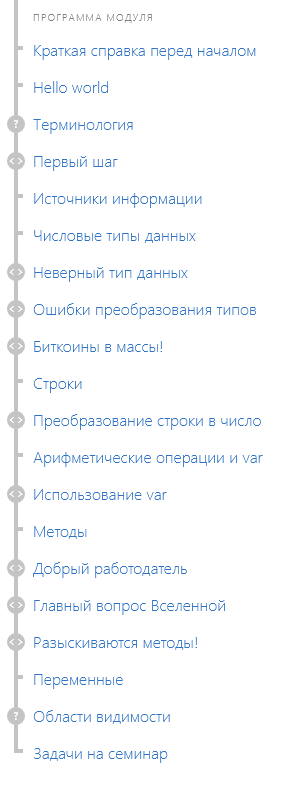 ПРОГРАММА МОДУЛЯ
Краткая справка перед началом
Hello world
?
Терминология
<>
Первый шаг
Источники информации
Числовые типы данных
<>
Неверный тип данных
<>
Ошибки преобразования типов
<>
Биткоины в массы!
Строки
<>
Преобразование строки в число
Арифметические операции и var
<>
Использование var
Методы
<>
Добрый работодатель
<>
Главный вопрос Вселенной
<>
Разыскиваются методы!
Переменные
?
Области видимости
Задачи на семинар